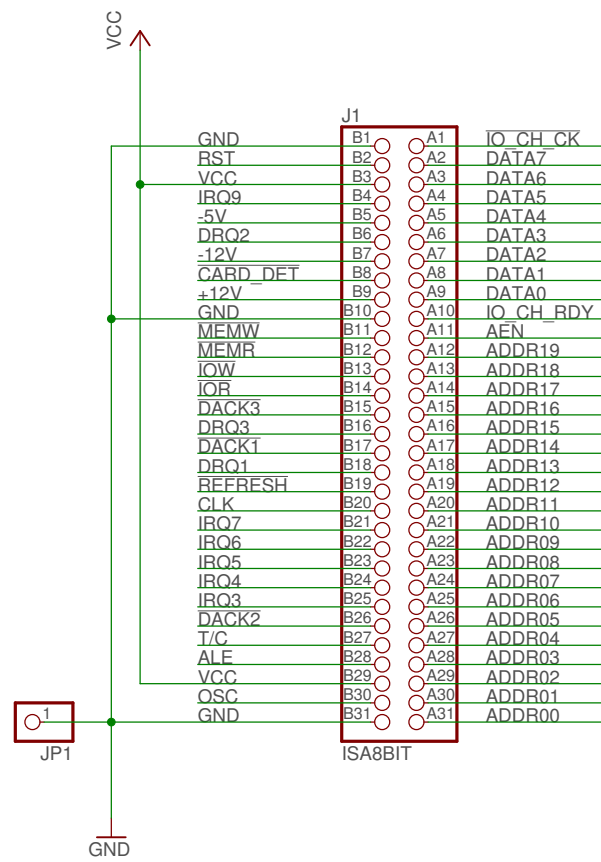 VCC
J1
GND B1 A1 IO_CH_CK
RST B2 A2 DATA7
VCC B3 A3 DATA6
IRQ9 B4 A4 DATA5
-5V B5 A5 DATA4
DRQ2 B6 A6 DATA3
-12V B7 A7 DATA2
CARD_DET B8 A8 DATA1
+12V B9 A9 DATA0
GND B10 A10 IO_CH_RDY
MEMW B11 A11 AEN
MEMR B12 A12 ADDR19
IOW B13 A13 ADDR18
IOR B14 A14 ADDR17
DACK3 B15 A15 ADDR16
DRQ3 B16 A16 ADDR15
DACK1 B17 A17 ADDR14
DRQ1 B18 A18 ADDR13
REFRESH B19 A19 ADDR12
CLK B20 A20 ADDR11
IRQ7 B21 A21 ADDR10
IRQ6 B22 A22 ADDR09
IRQ5 B23 A23 ADDR08
IRQ4 B24 A24 ADDR07
IRQ3 B25 A25 ADDR06
DACK2 B26 A26 ADDR05
T/C B27 A27 ADDR04
ALE B28 A28 ADDR03
VCC B29 A29 ADDR02
OSC B30 A30 ADDR01
1 GND B31 A31 ADDR00
JP1 ISA8BIT
GND